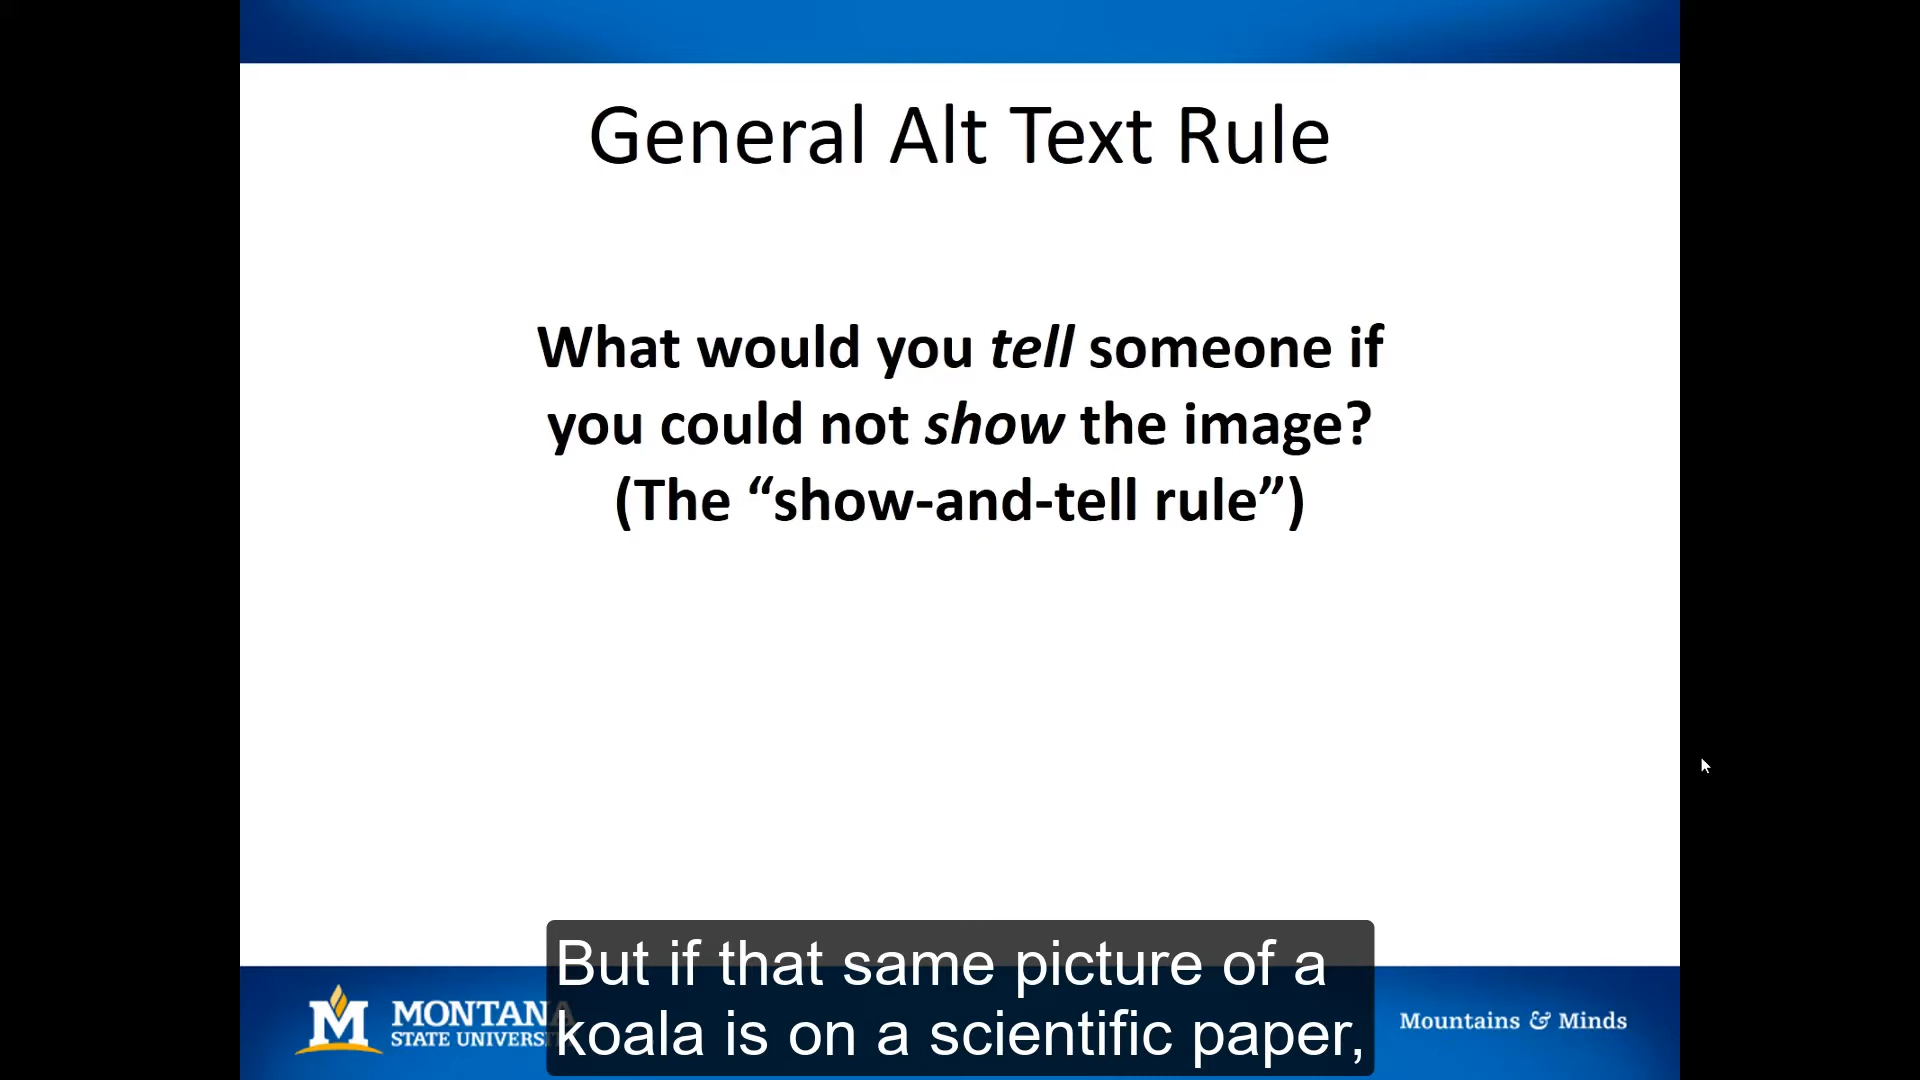 General Alt Text Rule
What would you tell someone if
you could not show the image?
(The “show-and-tell rule”)
But if that same picture of a
koala is on a scientific paper,
MONTANA
STATE UNIVERSI
Mountains & Minds